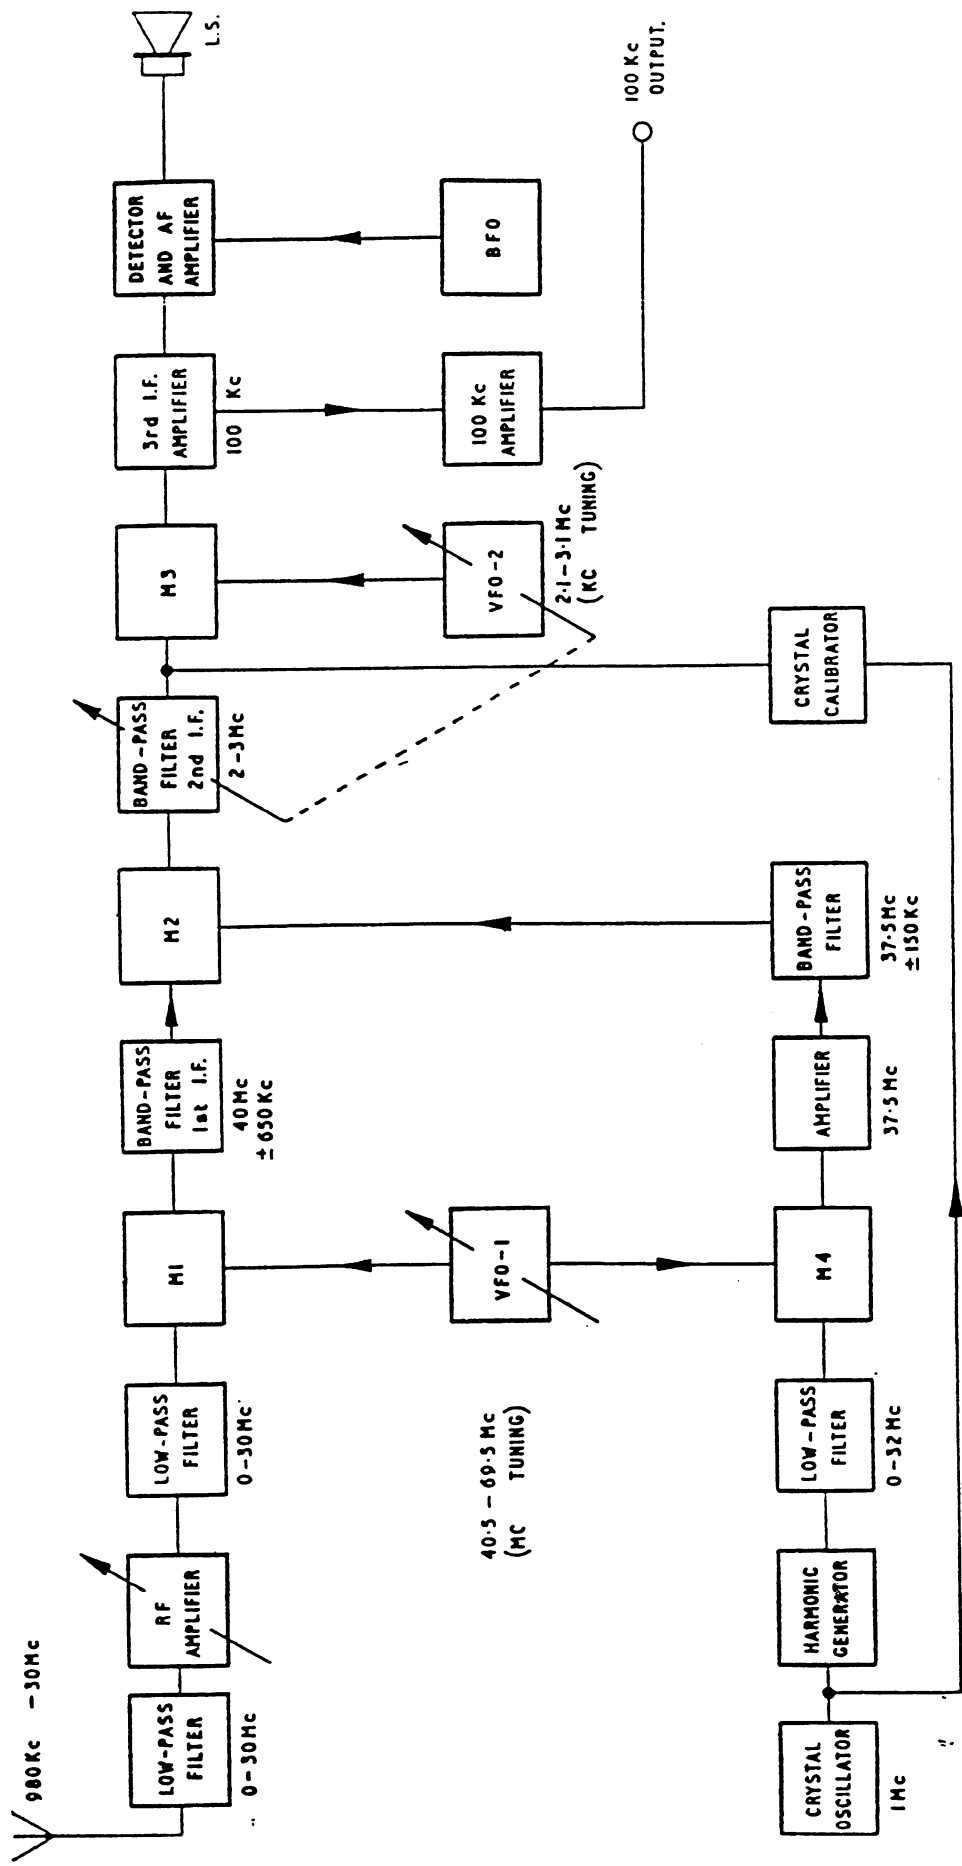 980Kc – 30Mc
LOW-PASS
FILTER
0–30Mc
RF
AMPLIFIER
LOW-PASS
FILTER
0–30Mc
M1
BAND-PASS
FILTER
1st I.F.
40Mc
±650Kc
M2
BAND-PASS
FILTER
2nd I.F.
2–3Mc
M3
3rd I.F.
AMPLIFIER
100 Kc
DETECTOR
AND AF
AMPLIFIER
L.S.
40·5 – 69·5 Mc
(MC TUNING)
VFO-1
VFO-2
2·1–3·1Mc
(KC TUNING)
100 Kc
AMPLIFIER
BFO
100 Kc
OUTPUT.
CRYSTAL
OSCILLATOR
1Mc
HARMONIC
GENERATOR
LOW-PASS
FILTER
0–32Mc
M4
AMPLIFIER
37·5Mc
BAND-PASS
FILTER
37·5Mc
±150Kc
CRYSTAL
CALIBRATOR